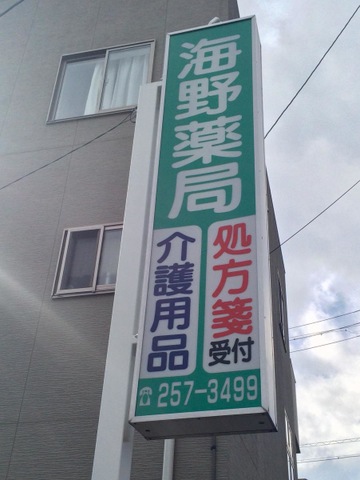 海野薬局
処方箋
受付
介護用品
☎257-3499